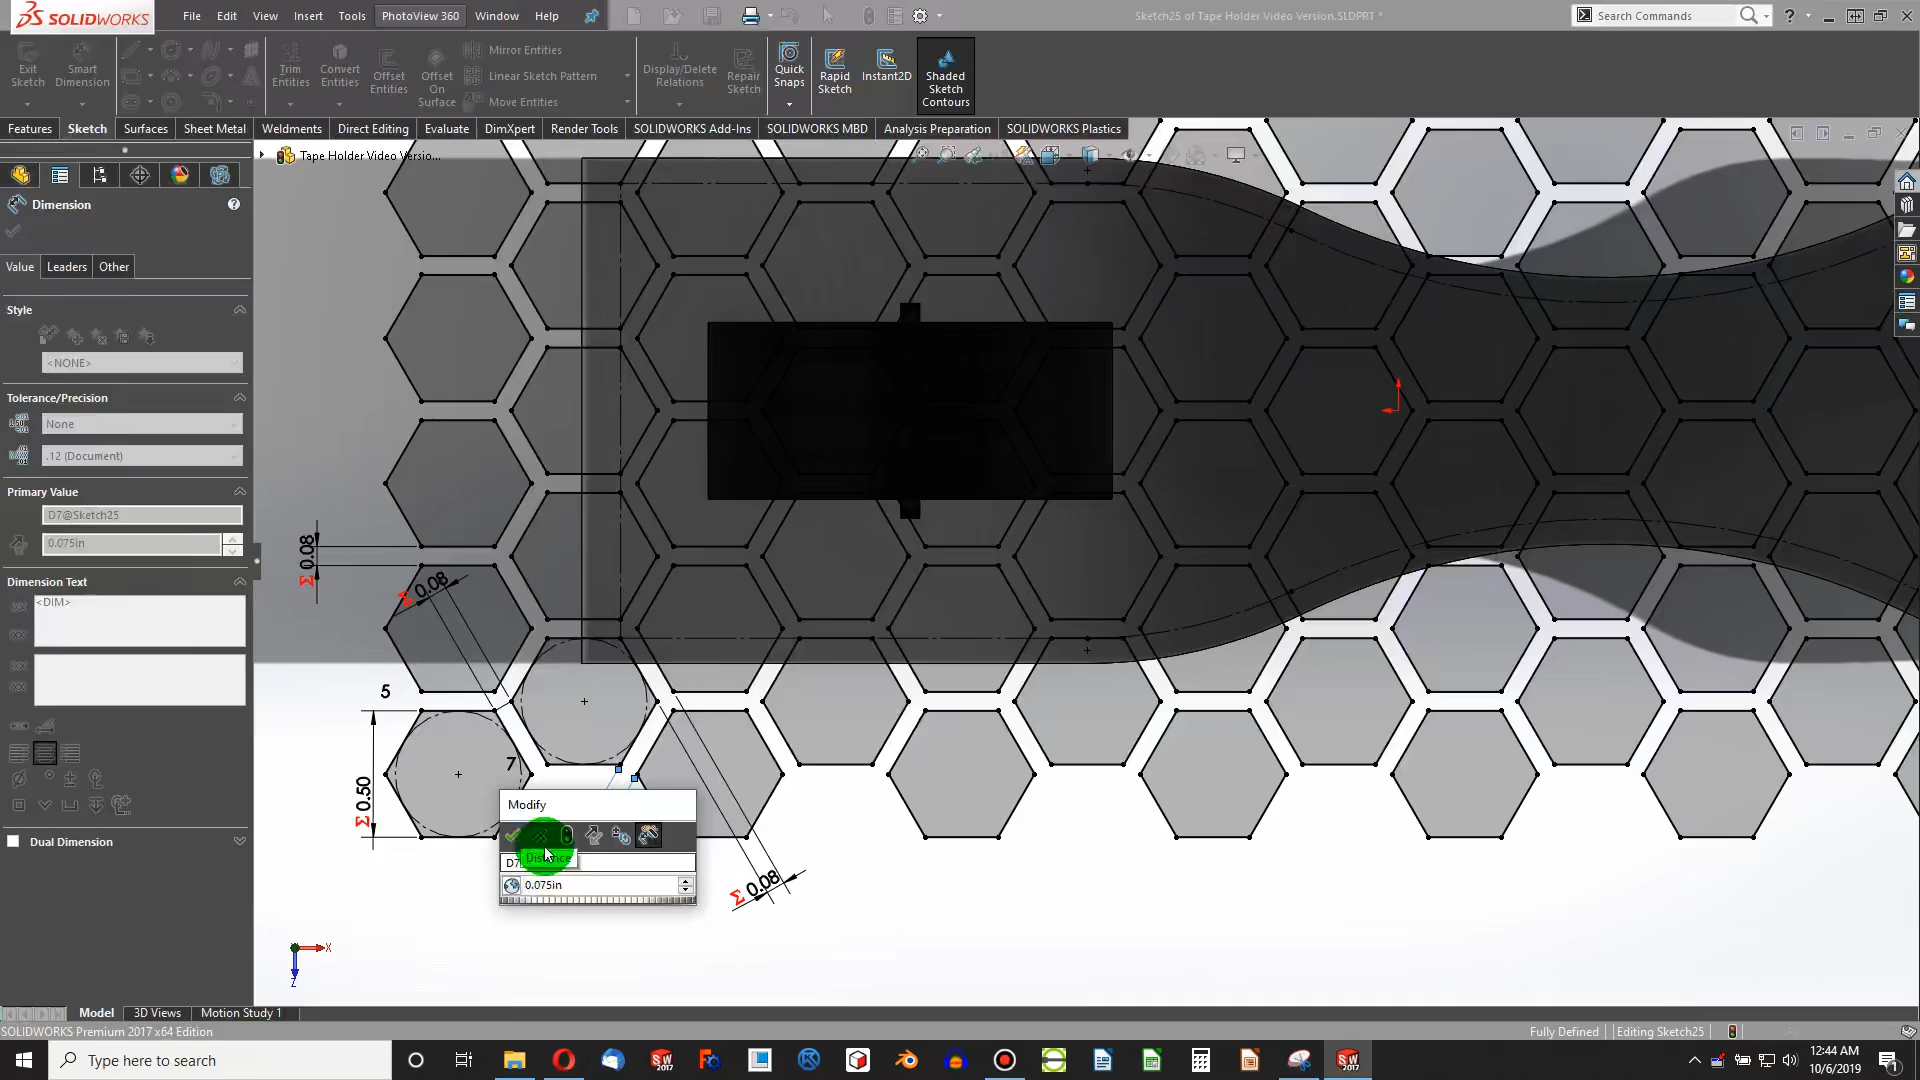 SOLIDWORKS
File Edit View Insert Tools PhotoView 360 Window Help
Sketch25 of Tape Holder Video Version.SLDPRT *
Search Commands
Exit Sketch
Smart Dimension
Trim Entities
Convert Entities
Offset Entities
Offset On Surface
Mirror Entities
Linear Sketch Pattern
Move Entities
Display/Delete Relations
Repair Sketch
Quick Snaps
Rapid Sketch
Instant2D
Shaded Sketch Contours
Features Sketch Surfaces Sheet Metal Weldments Direct Editing Evaluate DimXpert Render Tools SOLIDWORKS Add-Ins SOLIDWORKS MBD Analysis Preparation SOLIDWORKS Plastics
Tape Holder Video Versio...
Dimension
Value Leaders Other
Style
<NONE>
Tolerance/Precision
None
.12 (Document)
Primary Value
D7@Sketch25
0.075in
Dimension Text
<DIM>
Dual Dimension
Σ 0.08
Σ 0.08
5
7
Σ 0.50
Σ 0.08
Modify
Distance
D7
0.075in
X
Z
Model 3D Views Motion Study 1
SOLIDWORKS Premium 2017 x64 Edition
Fully Defined Editing Sketch25
Type here to search
SW 2017
SW 2017
12:44 AM
10/6/2019
1